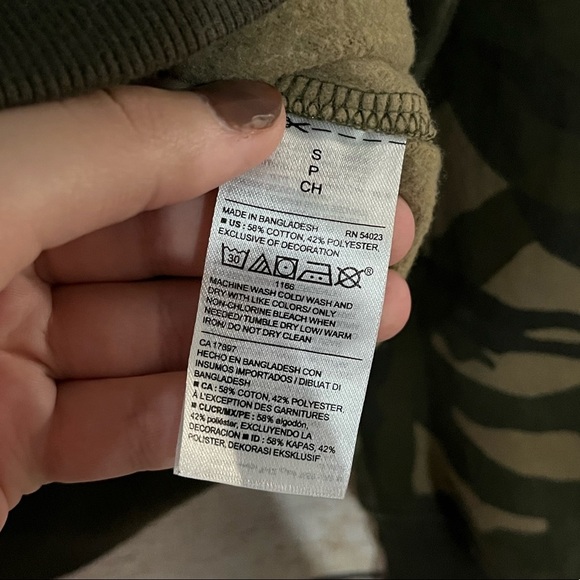 S
P
CH
MADE IN BANGLADESH RN 54023
■ US : 58% COTTON, 42% POLYESTER
EXCLUSIVE OF DECORATION
30 ®
1166
MACHINE WASH COLD/ WASH AND
DRY WITH LIKE COLORS/ ONLY
NON-CHLORINE BLEACH WHEN
NEEDED/ TUMBLE DRY LOW/ WARM
IRON/ DO NOT DRY CLEAN
CA 17897
HECHO EN BANGLADESH CON
INSUMOS IMPORTADOS / DIBUAT DI
BANGLADESH
■ CA : 58% COTON, 42% POLYESTER,
À L'EXCEPTION DES GARNITURES
■ CL/CR/MX/PE : 58% algodón,
42% poliéster, EXCLUYENDO LA
DECORACION ■ ID : 58% KAPAS, 42%
POLISTER, DEKORASI EKSKLUSIF